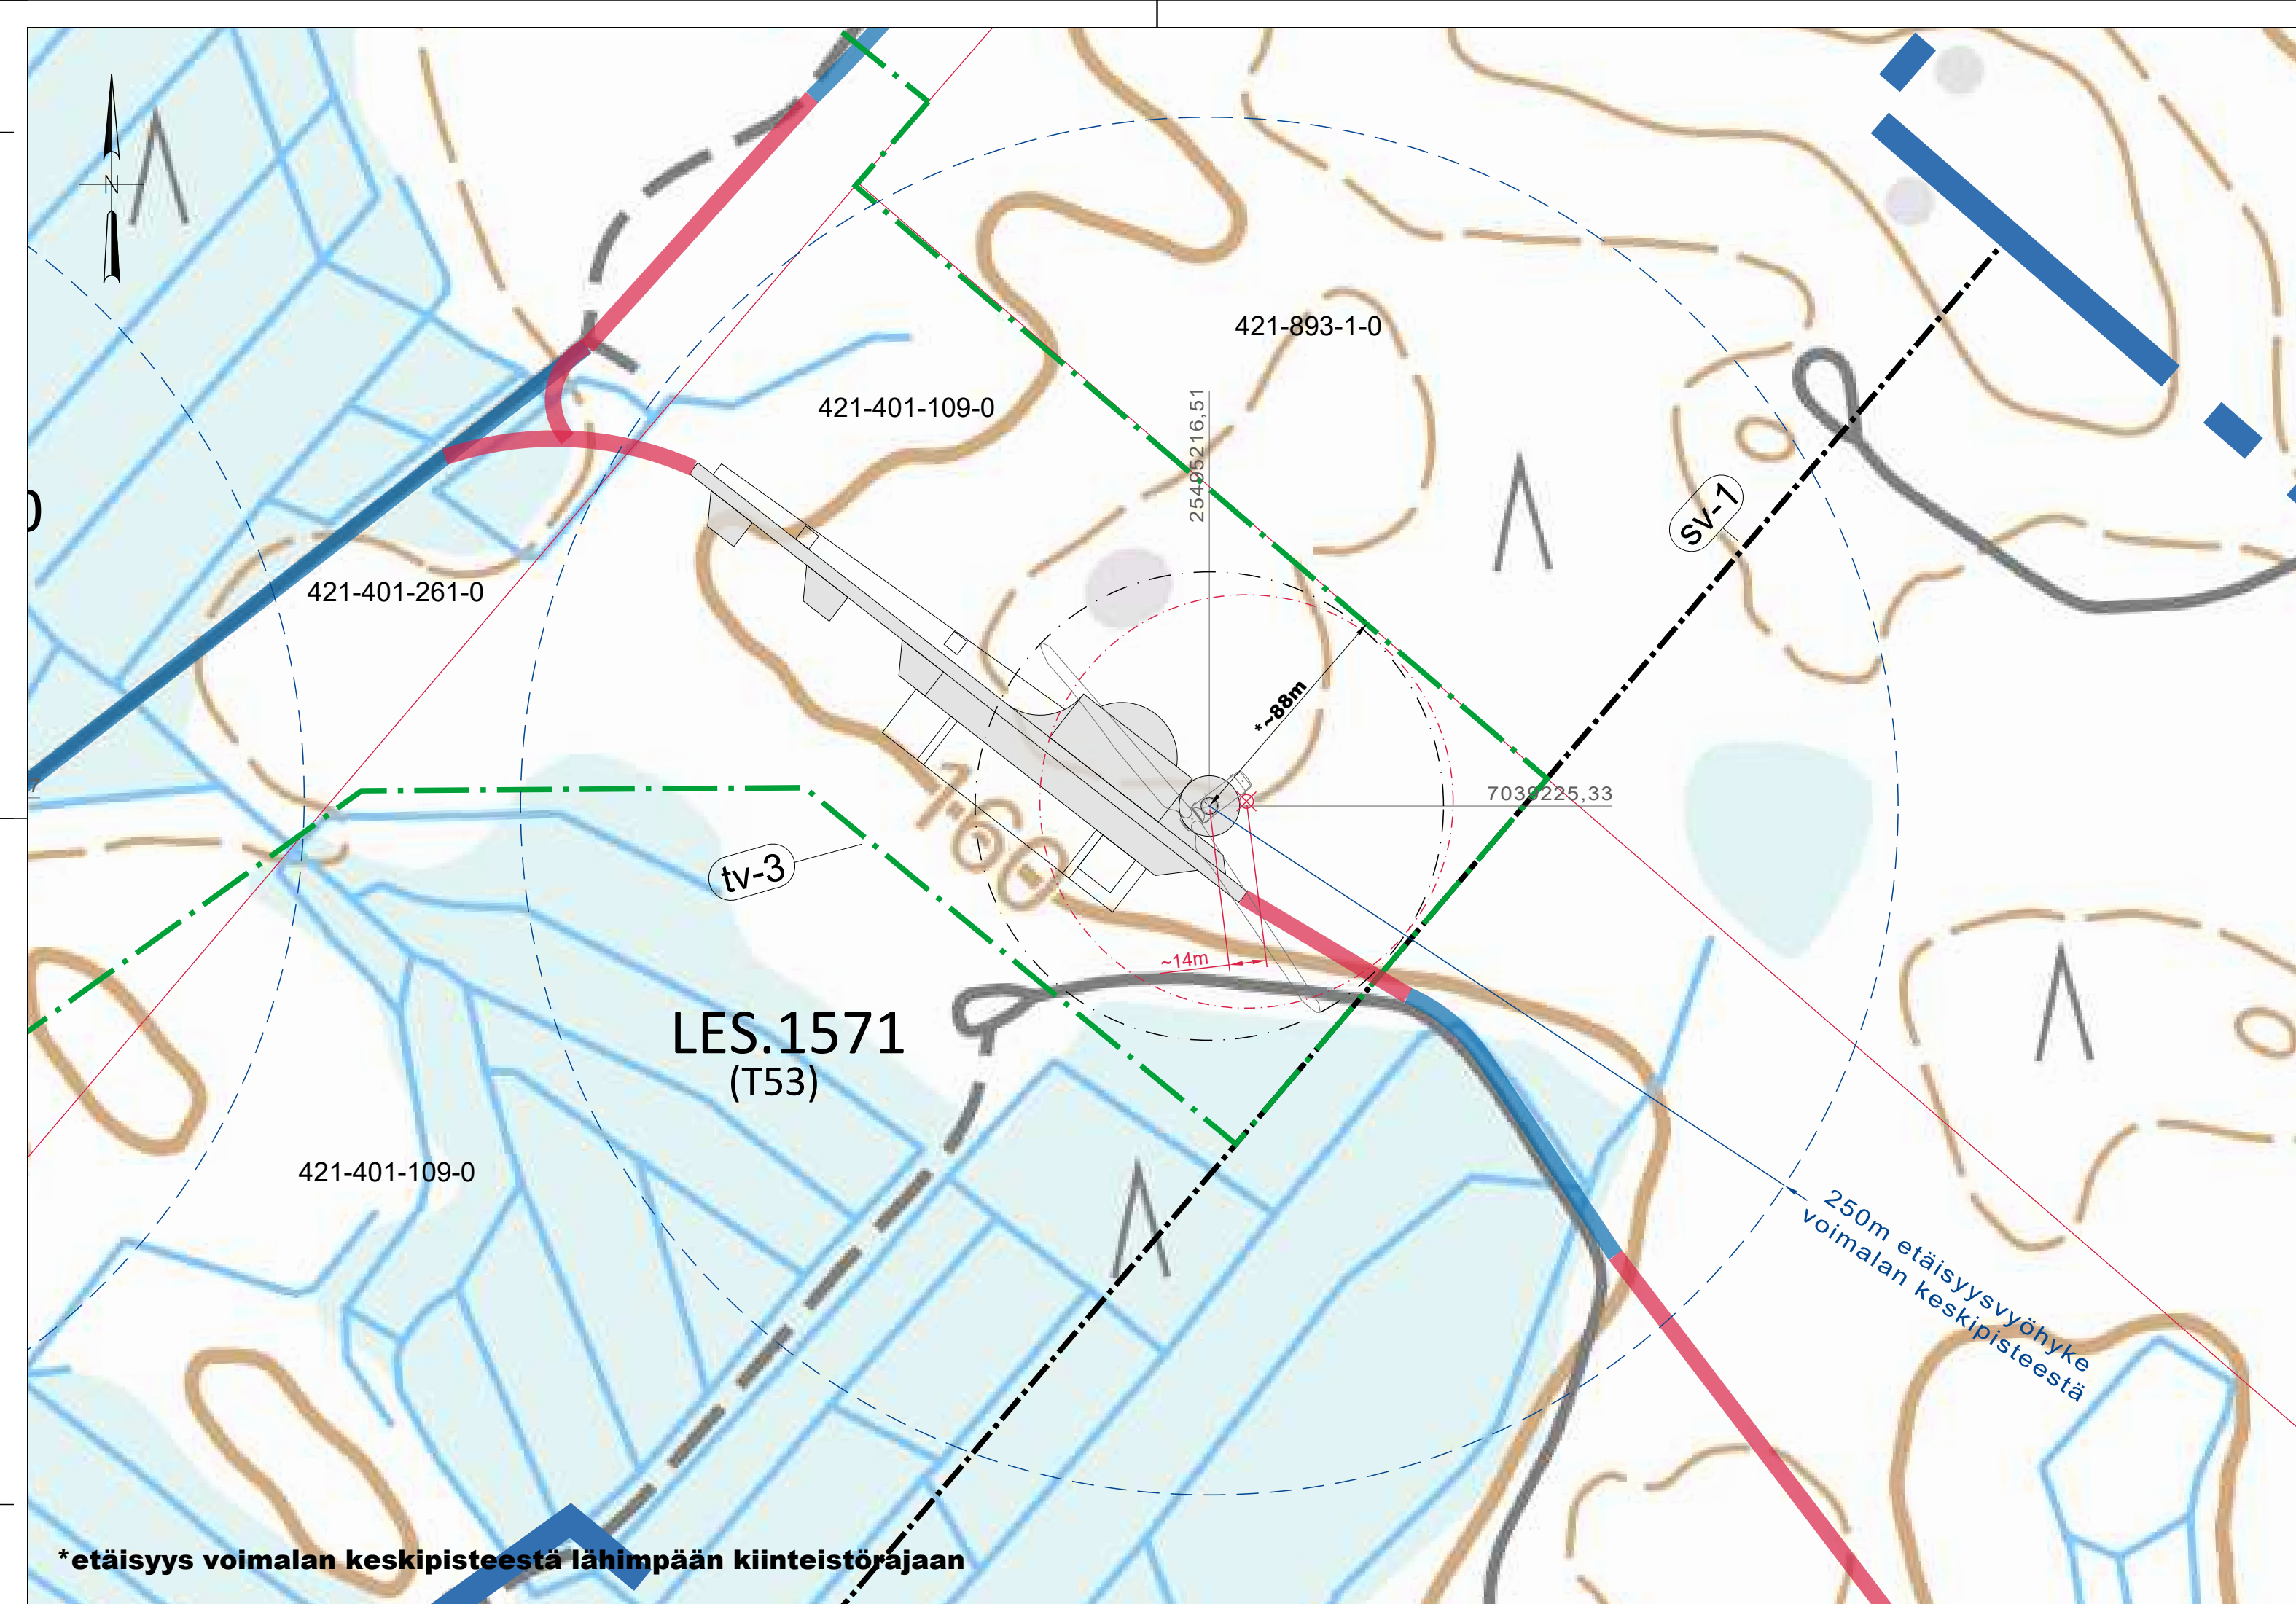 N
421-893-1-0
25495216,51
421-401-109-0
sv-1
0
421-401-261-0
*~88m
7039225,33
160
tv-3
~14m
LES.1571
(T53)
421-401-109-0
250m etäisyysvyöhyke
voimalan keskipisteestä
*etäisyys voimalan keskipisteestä lähimpään kiinteistörajaan